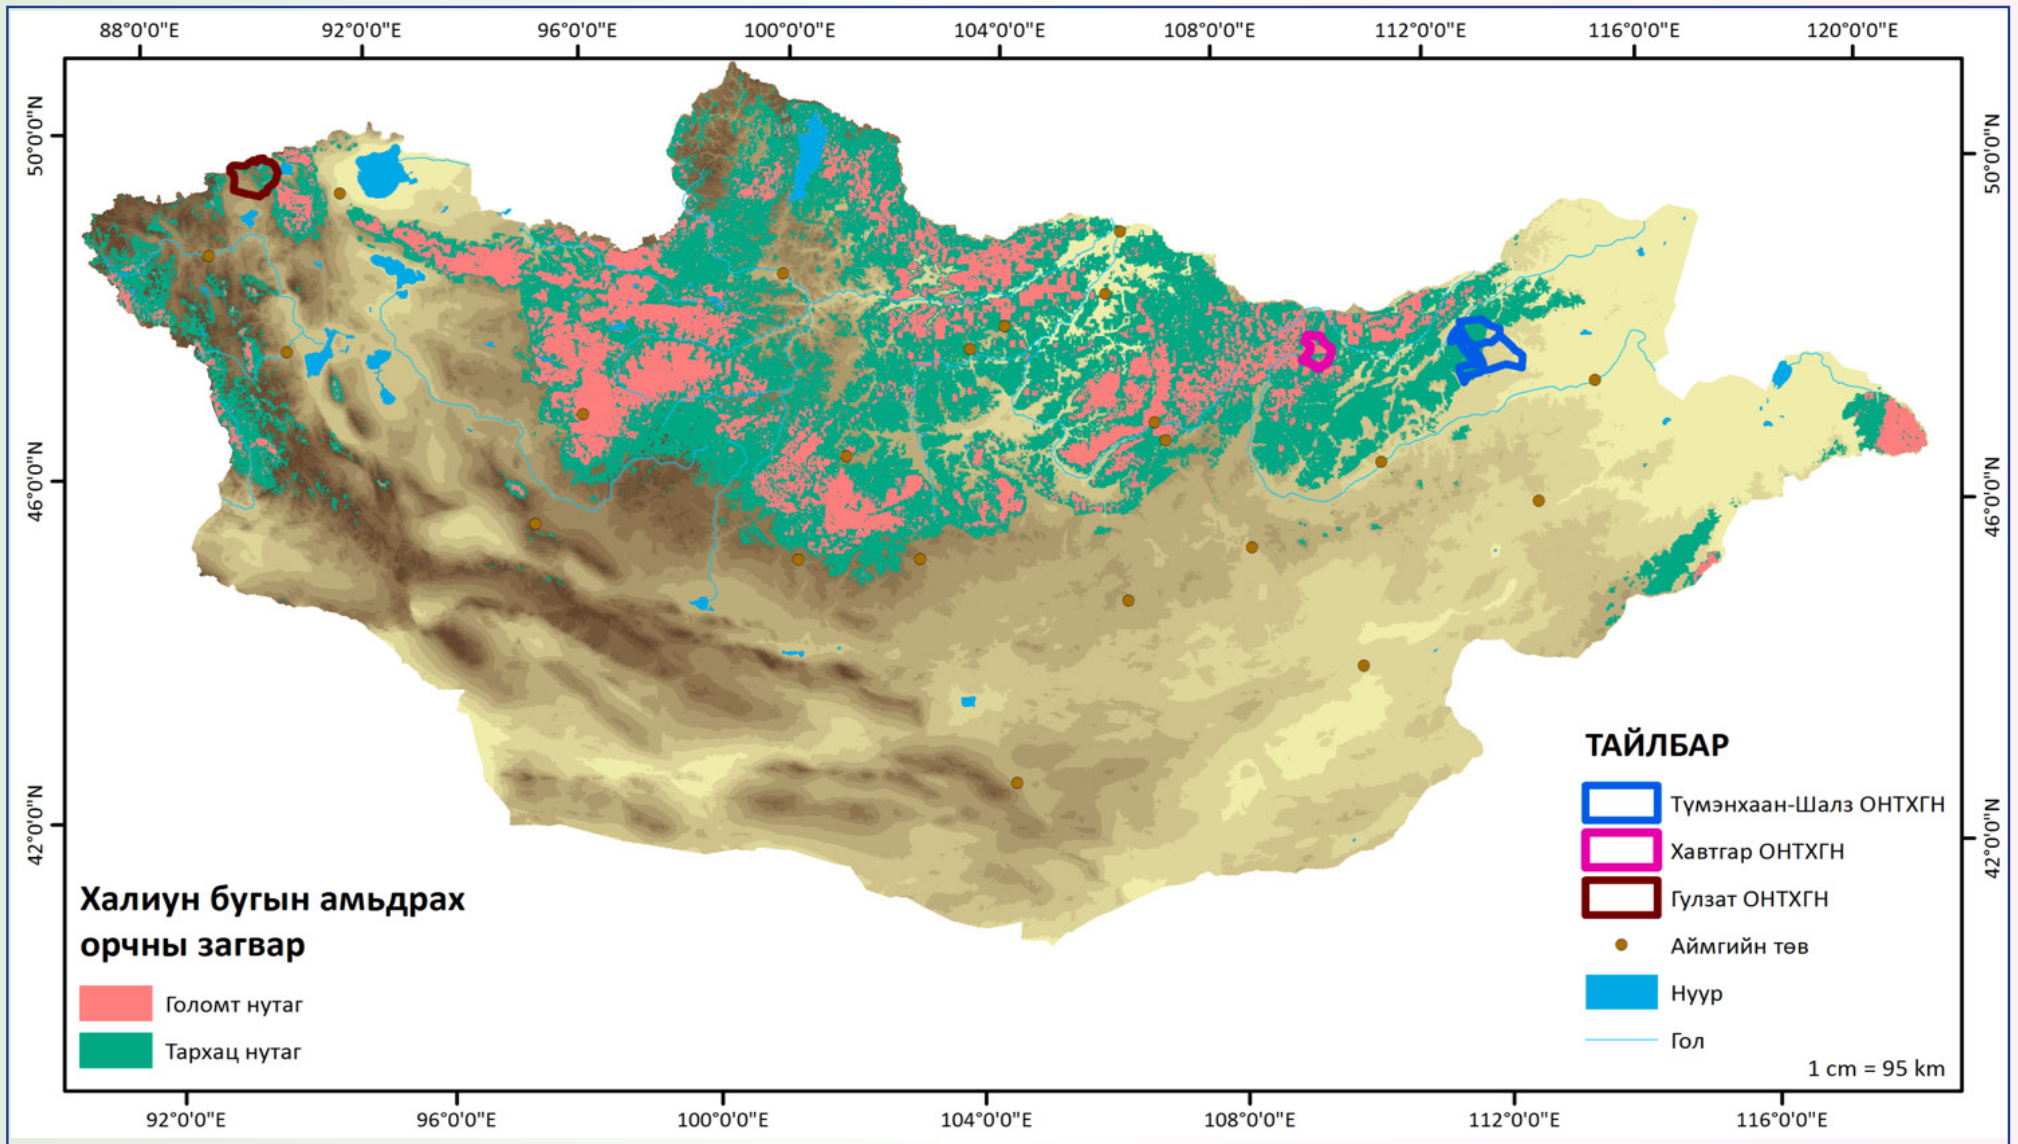 88°0'0"E 92°0'0"E 96°0'0"E 100°0'0"E 104°0'0"E 108°0'0"E 112°0'0"E 116°0'0"E 120°0'0"E
50°0'0"N 50°0'0"N
46°0'0"N 46°0'0"N
42°0'0"N 42°0'0"N
ТАЙЛБАР
Түмэнхаан-Шалз ОНТХГН
Хавтгар ОНТХГН
Гулзат ОНТХГН
Аймгийн төв
Нуур
Гол
1 cm = 95 km
Халиун бугын амьдрах
орчны загвар
Голомт нутаг
Тархац нутаг
92°0'0"E 96°0'0"E 100°0'0"E 104°0'0"E 108°0'0"E 112°0'0"E 116°0'0"E